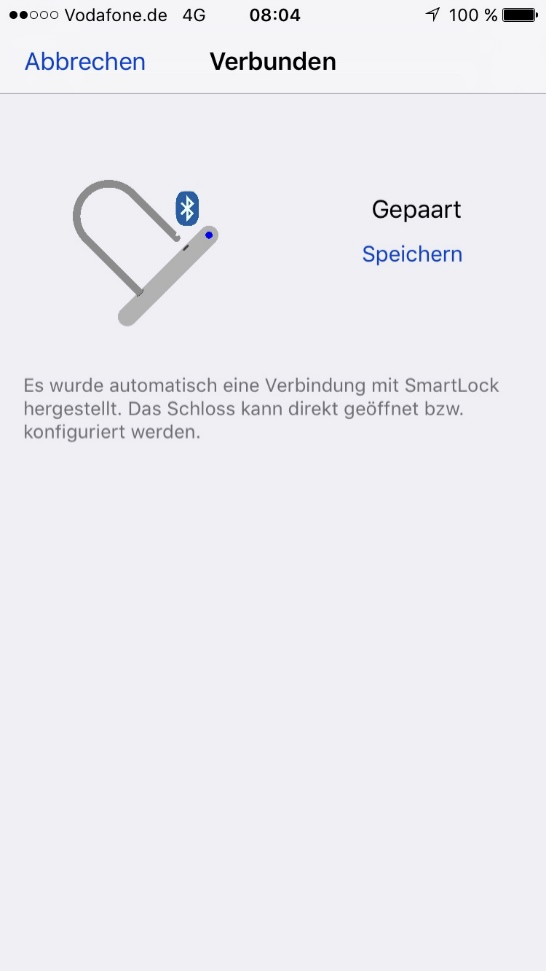 Vodafone.de 4G 08:04 100 %
Abbrechen Verbunden
Gepaart
Speichern
Es wurde automatisch eine Verbindung mit SmartLock
hergestellt. Das Schloss kann direkt geöffnet bzw.
konfiguriert werden.